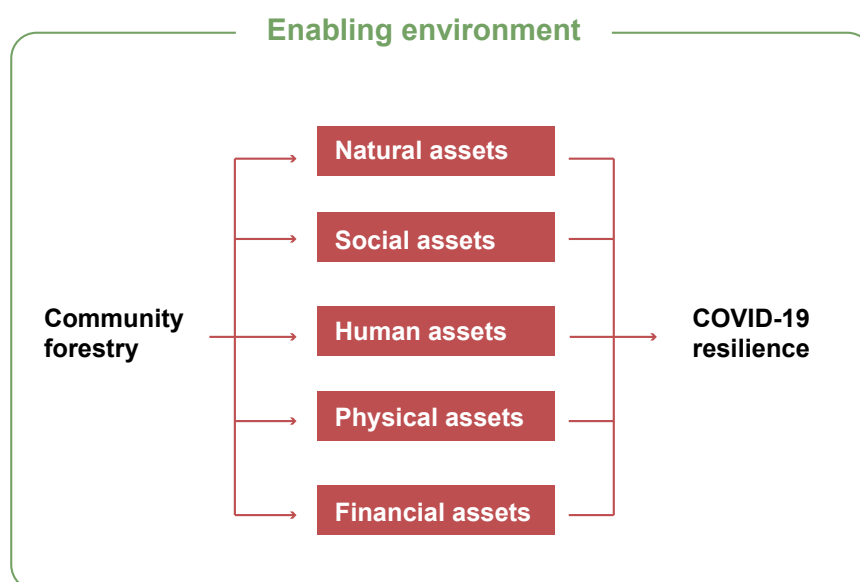 Enabling environment
Natural assets
Social assets
Community
forestry
Human assets
COVID-19
resilience
Physical assets
Financial assets